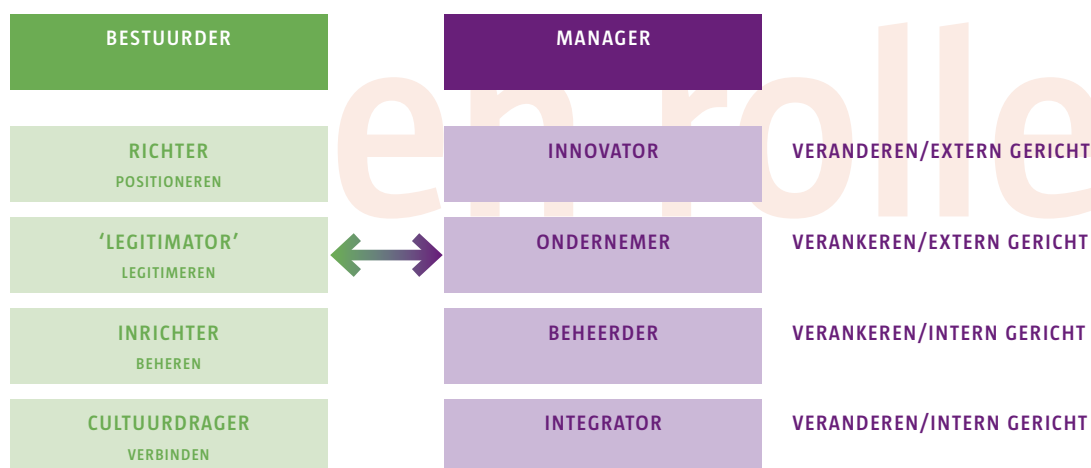 en rolle
BESTUURDER
MANAGER
RICHTER
POSITIONEREN
INNOVATOR
VERANDEREN/EXTERN GERICHT
‘LEGITIMATOR’
LEGITIMEREN
ONDERNEMER
VERANKEREN/EXTERN GERICHT
INRICHTER
BEHEREN
BEHEERDER
VERANKEREN/INTERN GERICHT
CULTUURDRAGER
VERBINDEN
INTEGRATOR
VERANDEREN/INTERN GERICHT